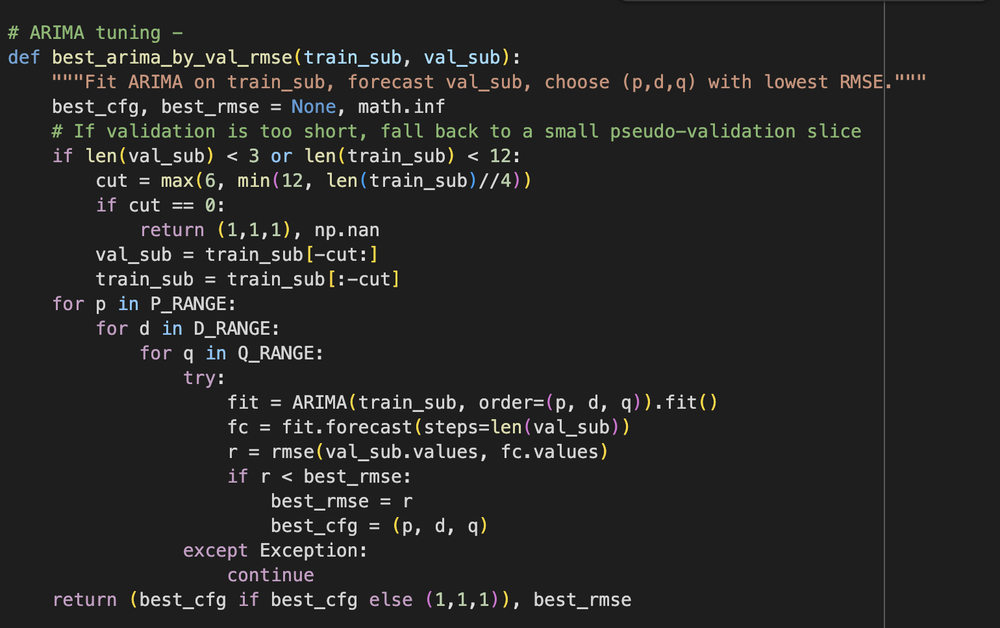 # ARIMA tuning –
def best_arima_by_val_rmse(train_sub, val_sub):
    """Fit ARIMA on train_sub, forecast val_sub, choose (p,d,q) with lowest RMSE."""
    best_cfg, best_rmse = None, math.inf
    # If validation is too short, fall back to a small pseudo-validation slice
    if len(val_sub) < 3 or len(train_sub) < 12:
        cut = max(6, min(12, len(train_sub)//4))
        if cut == 0:
            return (1,1,1), np.nan
        val_sub = train_sub[-cut:]
        train_sub = train_sub[:-cut]
    for p in P_RANGE:
        for d in D_RANGE:
            for q in Q_RANGE:
                try:
                    fit = ARIMA(train_sub, order=(p, d, q)).fit()
                    fc = fit.forecast(steps=len(val_sub))
                    r = rmse(val_sub.values, fc.values)
                    if r < best_rmse:
                        best_rmse = r
                        best_cfg = (p, d, q)
                except Exception:
                    continue
    return (best_cfg if best_cfg else (1,1,1)), best_rmse